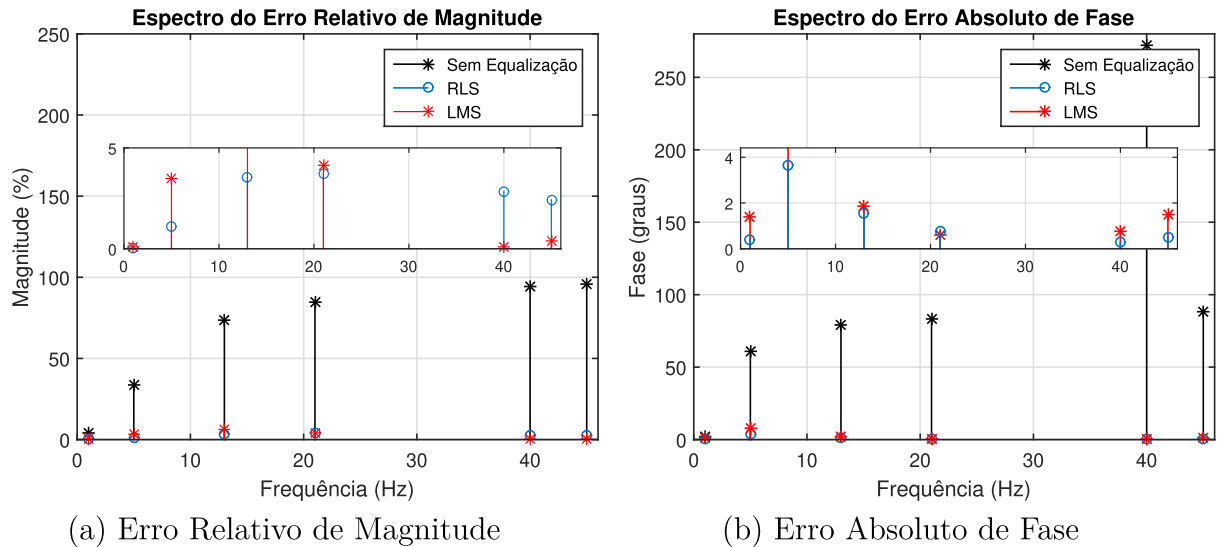 Espectro do Erro Relativo de Magnitude
250
200
150
100
50
0
Magnitude (%)
Sem Equalização
RLS
LMS
5
0
0 10 20 30 40
0 10 20 30 40
Frequência (Hz)
(a) Erro Relativo de Magnitude
Espectro do Erro Absoluto de Fase
250
200
150
100
50
0
Fase (graus)
Sem Equalização
RLS
LMS
4
2
0
0 10 20 30 40
0 10 20 30 40
Frequência (Hz)
(b) Erro Absoluto de Fase